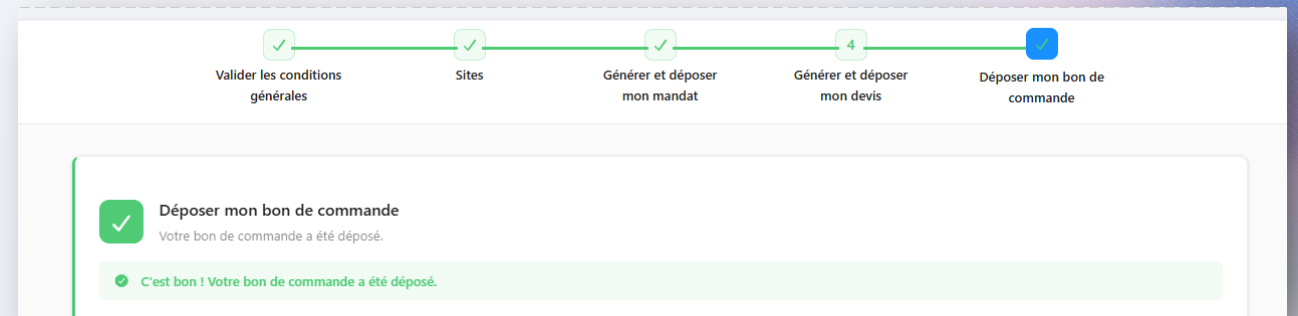 4
Valider les conditions
générales
Sites
Générer et déposer
mon mandat
Générer et déposer
mon devis
Déposer mon bon de
commande
Déposer mon bon de commande
Votre bon de commande a été déposé.
C'est bon ! Votre bon de commande a été déposé.